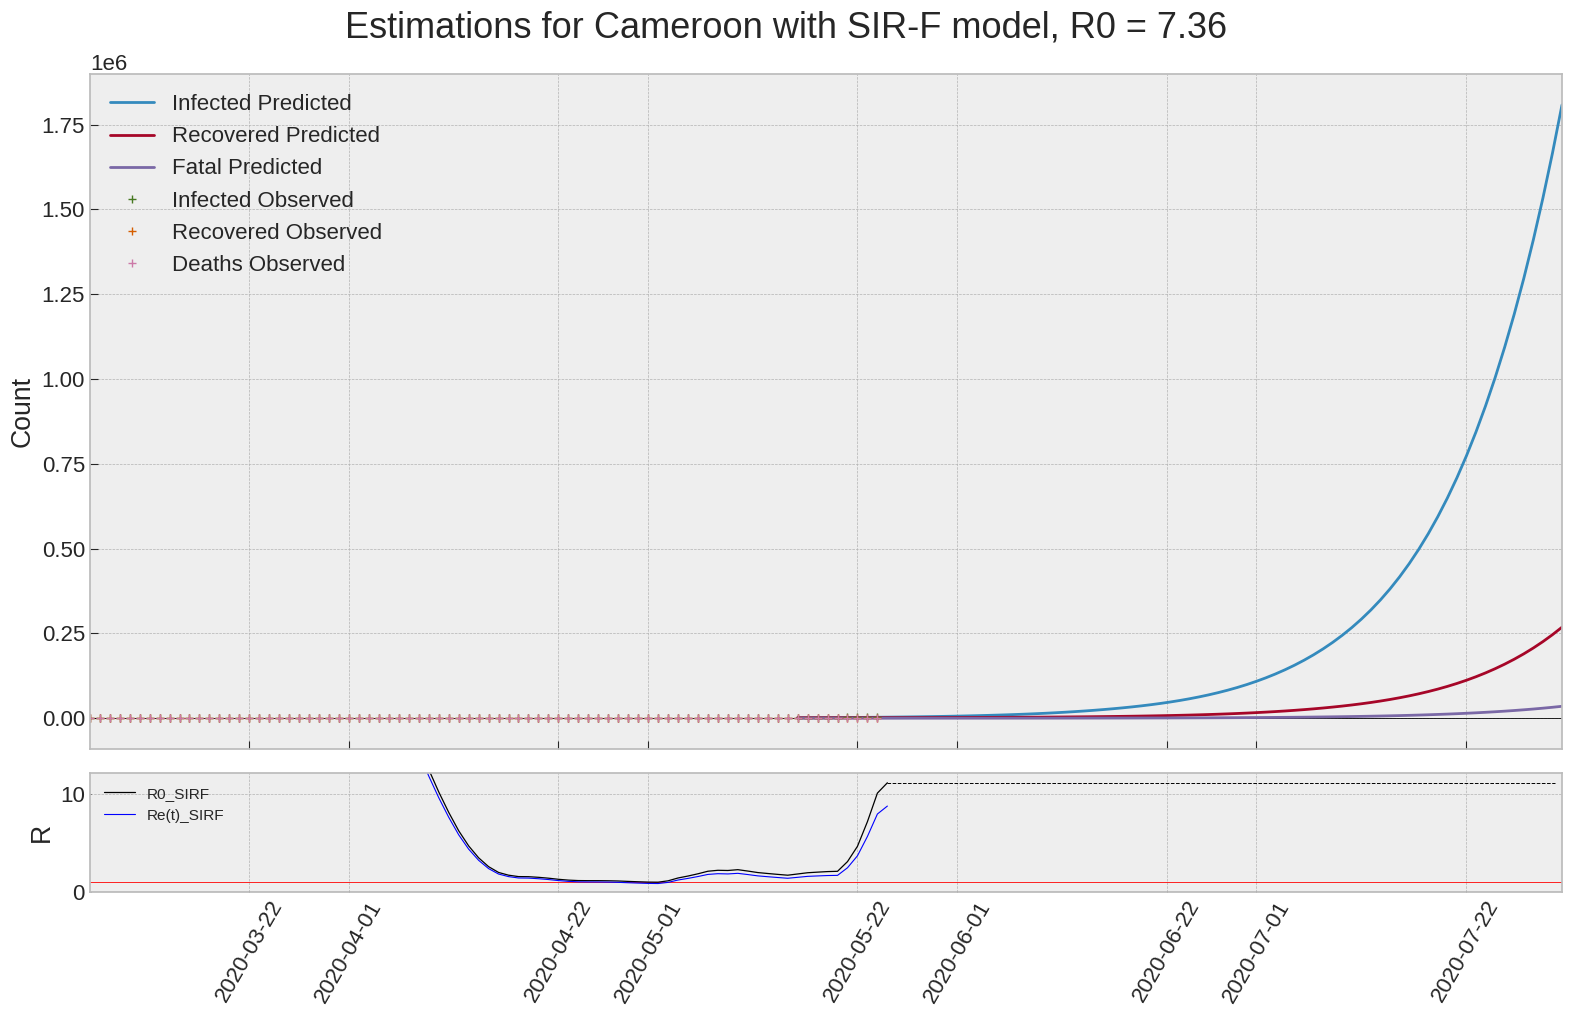 Estimations for Cameroon with SIR-F model, R0 = 7.36
1e6
Infected Predicted
Recovered Predicted
Fatal Predicted
Infected Observed
Recovered Observed
Deaths Observed
1.75
1.50
1.25
1.00
0.75
0.50
0.25
0.00
Count
R0_SIRF
Re(t)_SIRF
10
0
R
2020-03-22
2020-04-01
2020-04-22
2020-05-01
2020-05-22
2020-06-01
2020-06-22
2020-07-01
2020-07-22